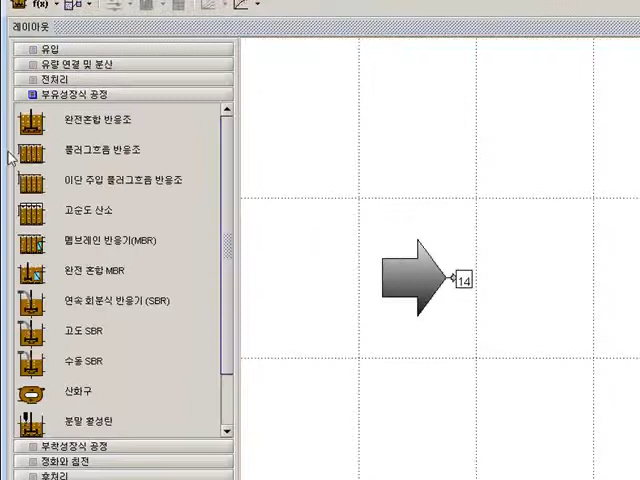 f(x)
레이아웃
유입
유량 연결 및 분산
전처리
부유성장식 공정
완전혼합 반응조
플러그흐름 반응조
이단 주입 플러그흐름 반응조
고순도 산소
멤브레인 반응기(MBR)
완전 혼합 MBR
연속 회분식 반응기 (SBR)
고도 SBR
수동 SBR
산화구
분말 활성탄
부착성장식 공정
정화와 침전
후처리
14